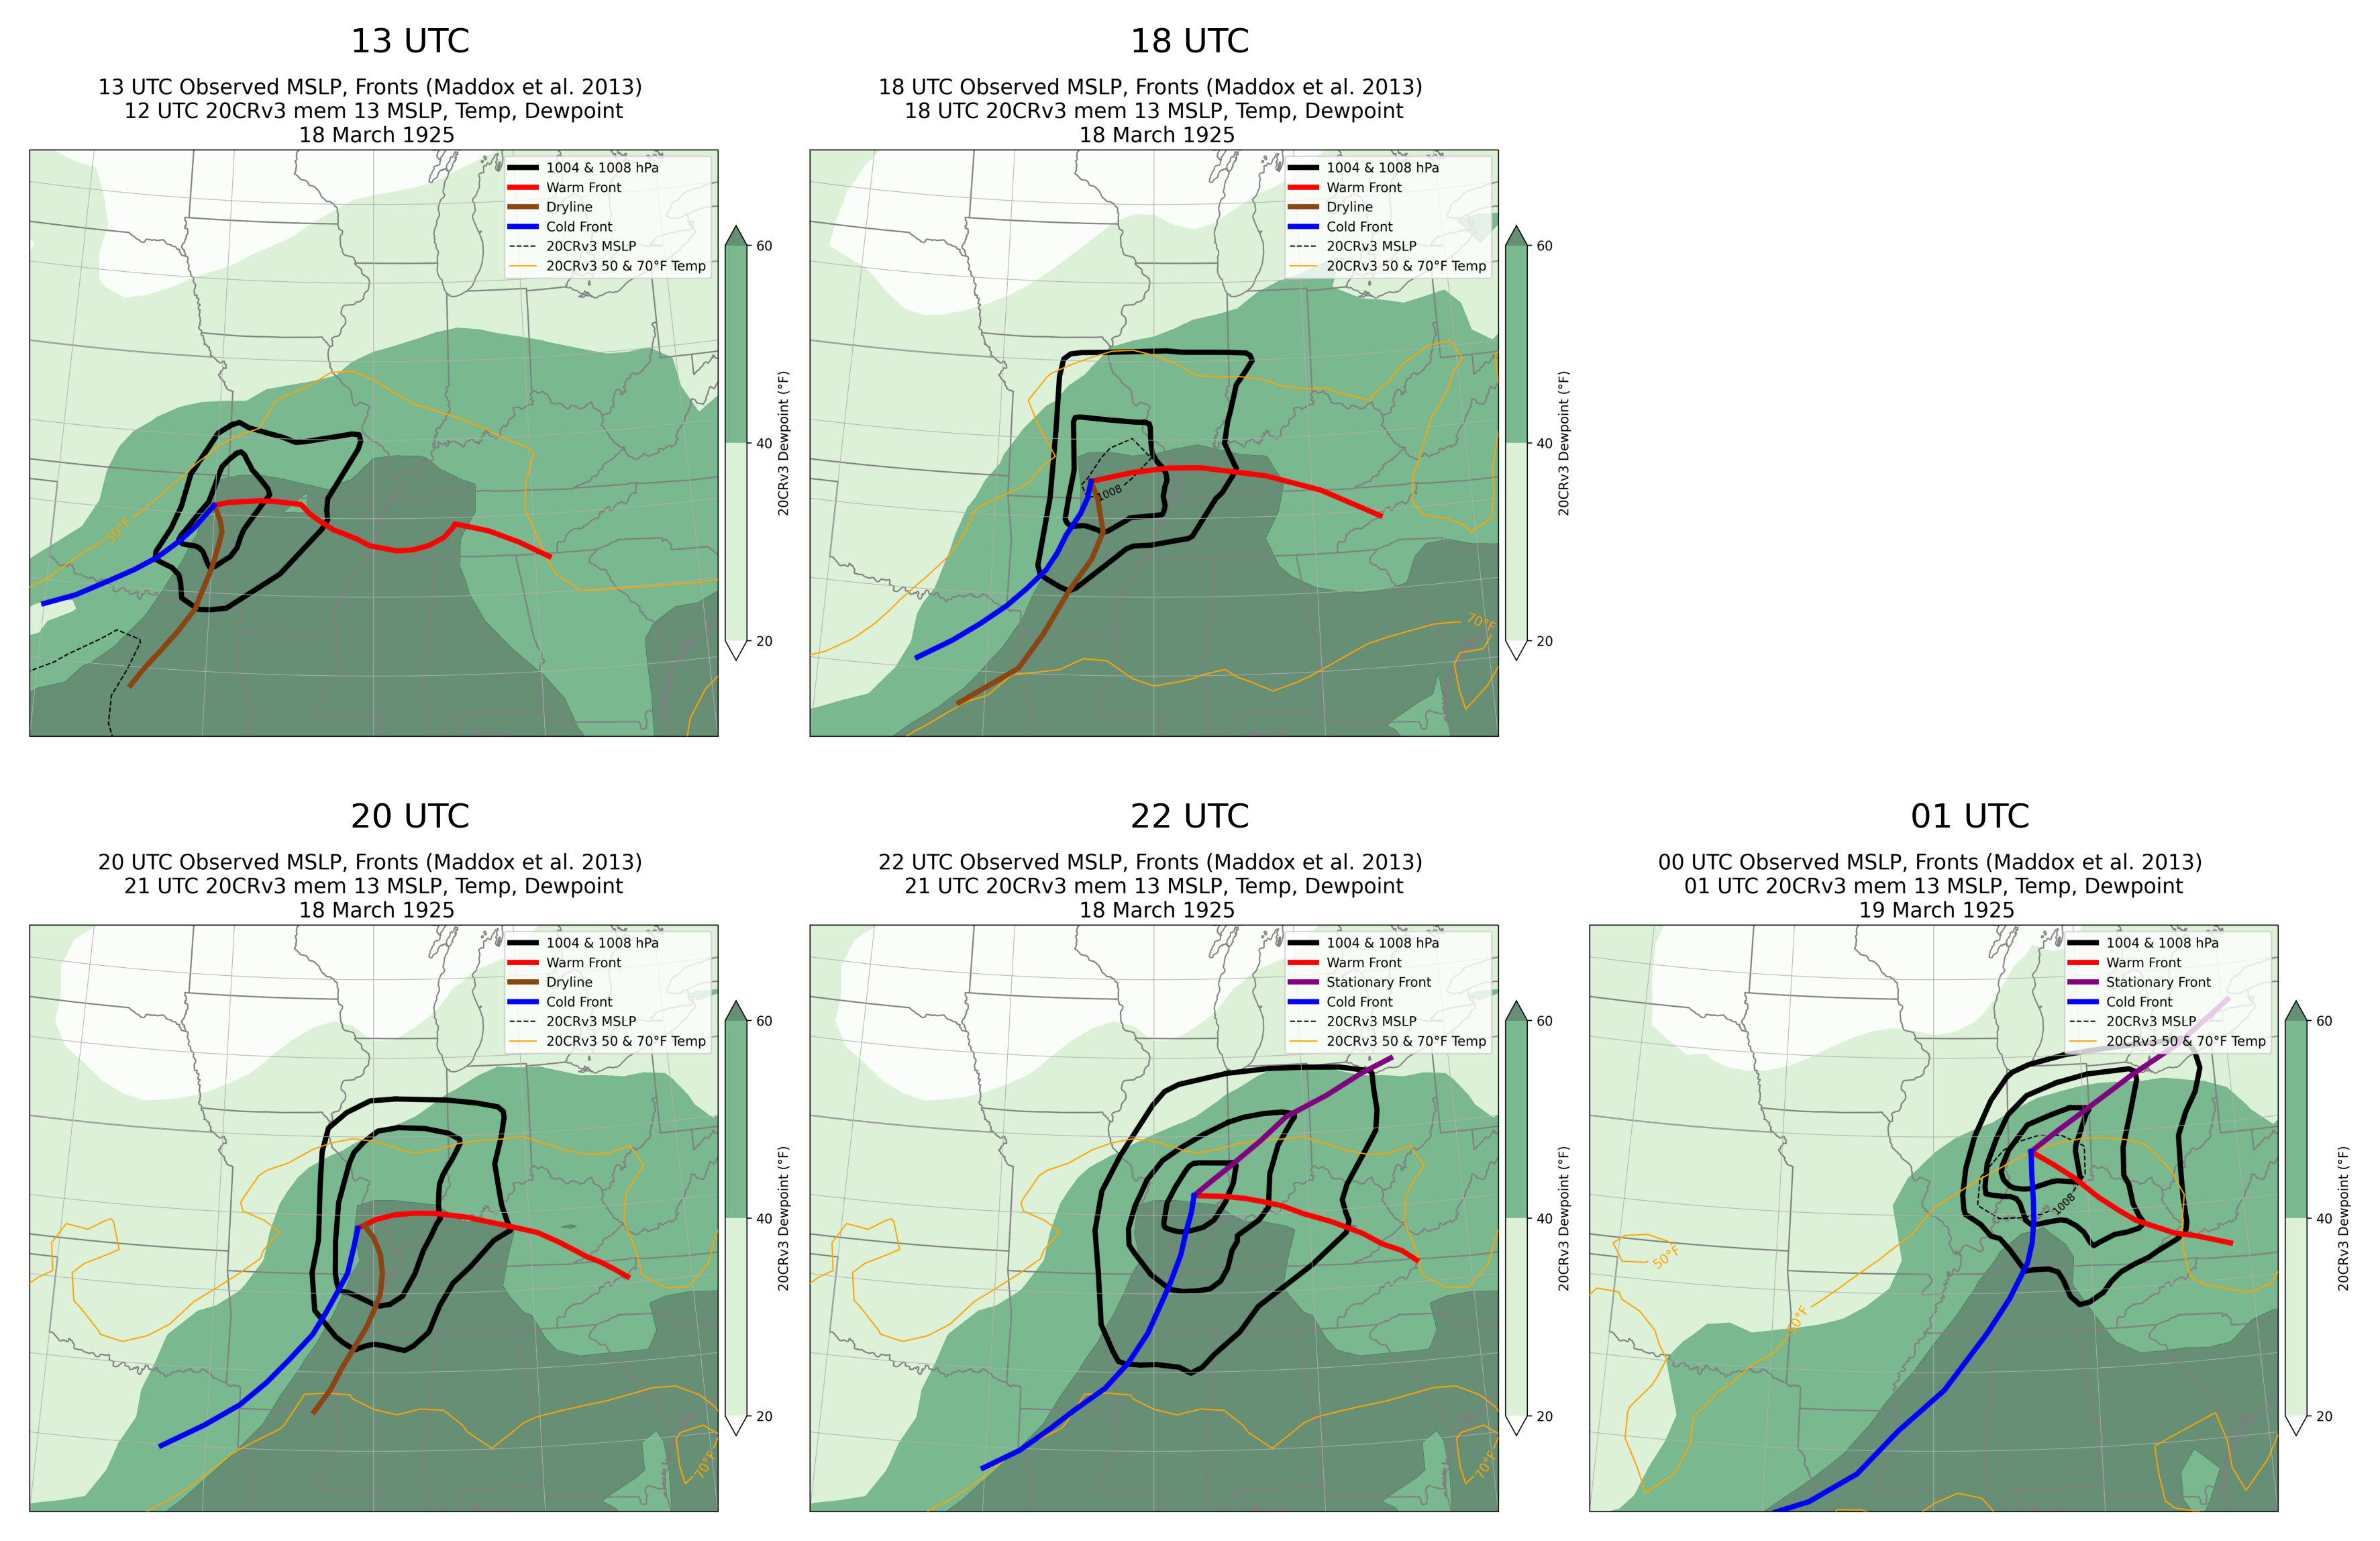 13 UTC
13 UTC Observed MSLP, Fronts (Maddox et al. 2013)
12 UTC 20CRv3 mem 13 MSLP, Temp, Dewpoint
18 March 1925
1004 & 1008 hPa
Warm Front
Dryline
Cold Front
20CRv3 MSLP
20CRv3 50 & 70°F Temp
50°F
60
40
20
20CRv3 Dewpoint (°F)
18 UTC
18 UTC Observed MSLP, Fronts (Maddox et al. 2013)
18 UTC 20CRv3 mem 13 MSLP, Temp, Dewpoint
18 March 1925
1004 & 1008 hPa
Warm Front
Dryline
Cold Front
20CRv3 MSLP
20CRv3 50 & 70°F Temp
1008
70°F
60
40
20
20CRv3 Dewpoint (°F)
20 UTC
20 UTC Observed MSLP, Fronts (Maddox et al. 2013)
21 UTC 20CRv3 mem 13 MSLP, Temp, Dewpoint
18 March 1925
1004 & 1008 hPa
Warm Front
Dryline
Cold Front
20CRv3 MSLP
20CRv3 50 & 70°F Temp
70°F
60
40
20
20CRv3 Dewpoint (°F)
22 UTC
22 UTC Observed MSLP, Fronts (Maddox et al. 2013)
21 UTC 20CRv3 mem 13 MSLP, Temp, Dewpoint
18 March 1925
1004 & 1008 hPa
Warm Front
Stationary Front
Cold Front
20CRv3 MSLP
20CRv3 50 & 70°F Temp
70°F
60
40
20
20CRv3 Dewpoint (°F)
01 UTC
00 UTC Observed MSLP, Fronts (Maddox et al. 2013)
01 UTC 20CRv3 mem 13 MSLP, Temp, Dewpoint
19 March 1925
1004 & 1008 hPa
Warm Front
Stationary Front
Cold Front
20CRv3 MSLP
20CRv3 50 & 70°F Temp
1008
50°F
50°F
60
40
20
20CRv3 Dewpoint (°F)